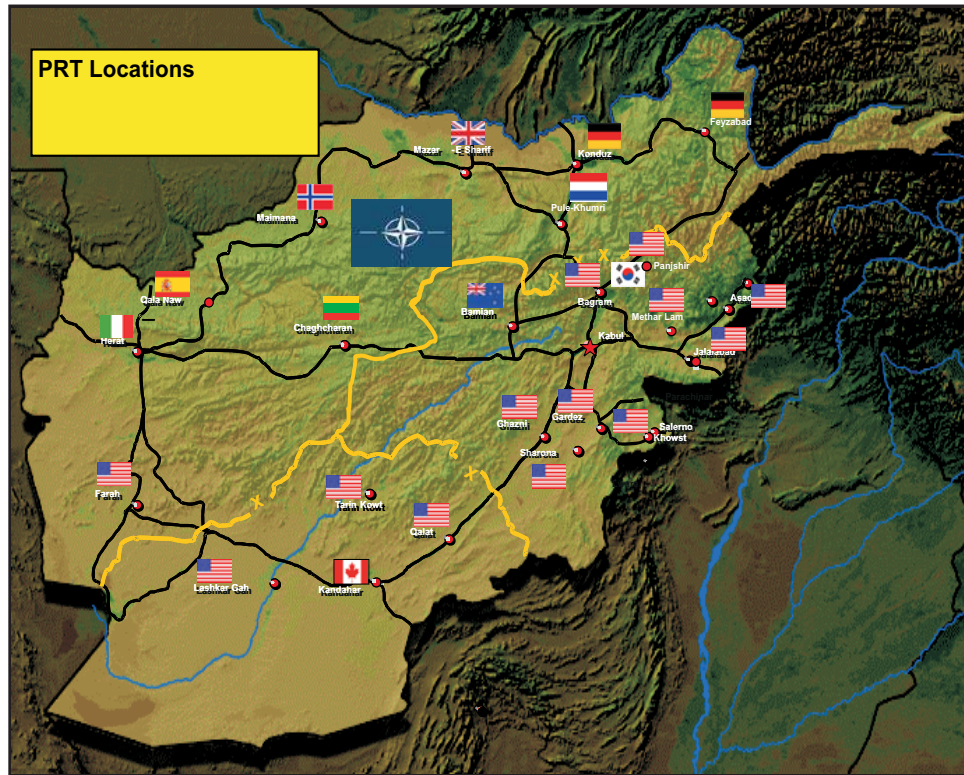 PRT Locations
Feyzabad
Mazar -E Sharif
Konduz
Maimana
Pule-Khumri
Panjshir
Qala Naw
Bagram
Bamian
Methar Lam
Asad
Chaghcharan
Herat
Kabul
Jalalabad
Parachinar
Ghazni
Gardez
Salerno
Khowst
Sharona
Farah
Tarin Kowt
Qalat
Lashkar Gah
Kandahar